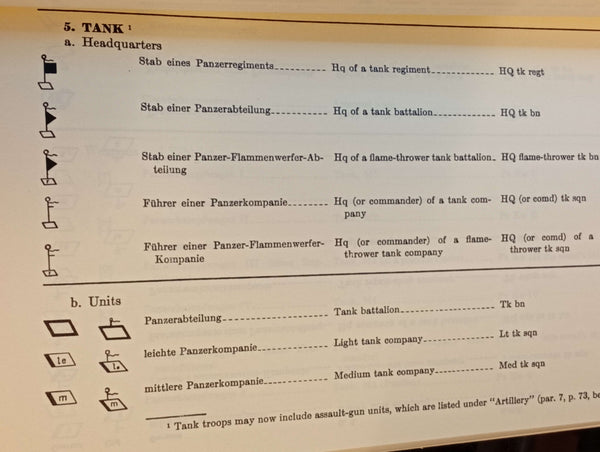 5. TANK ¹
a. Headquarters
Stab eines Panzerregiments Hq of a tank regiment HQ tk regt
Stab einer Panzerabteilung Hq of a tank battalion HQ tk bn
Stab einer Panzer-Flammenwerfer-Ab- Hq of a flame-thrower tank battalion HQ flame-thrower tk bn
teilung
Führer einer Panzerkompanie Hq (or commander) of a tank com- HQ (or comd) tk sqn
pany
Führer einer Panzer-Flammenwerfer- Hq (or commander) of a flame- HQ (or comd) of a
Kompanie thrower tank company thrower tk sqn
b. Units
Panzerabteilung Tank battalion Tk bn
le le leichte Panzerkompanie Light tank company Lt tk sqn
m m mittlere Panzerkompanie Medium tank company Med tk sqn
¹ Tank troops may now include assault-gun units, which are listed under "Artillery" (par. 7, p. 73, be